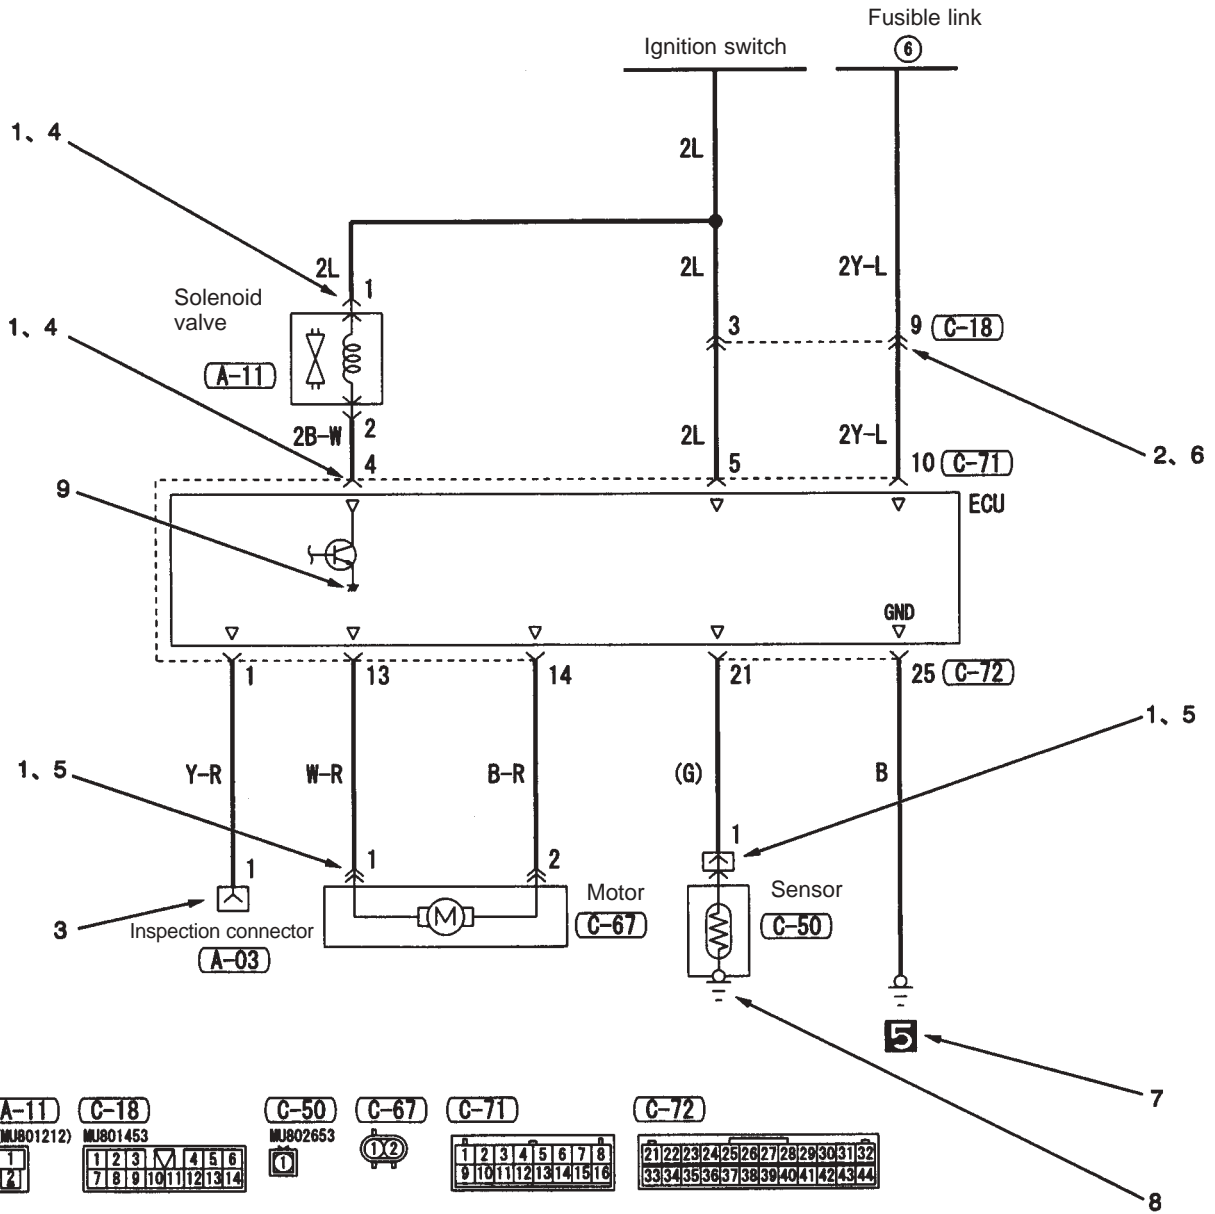 Fusible link
Ignition switch
6
1、4
2L
2L
1
2L
2Y-L
Solenoid
valve
1、4
3
9
C-18
A-11
2B-W
2
2L
2Y-L
4
5
10
C-71
2、6
9
ECU
GND
1
13
14
21
25
C-72
1、5
1、5
Y-R
W-R
B-R
(G)
B
1
1
2
1
3
Inspection connector
A-03
Motor
C-67
Sensor
C-50
5
7
8
A-11
C-18
C-50
C-67
C-71
C-72
(MU801212)
MU801453
MU802653
1
2
1 2 3 4 5 6
7 8 9 10 11 12 13 14
1
1 2
1 2 3 4 5 6 7 8
9 10 11 12 13 14 15 16
21 22 23 24 25 26 27 28 29 30 31 32
33 34 35 36 37 38 39 40 41 42 43 44